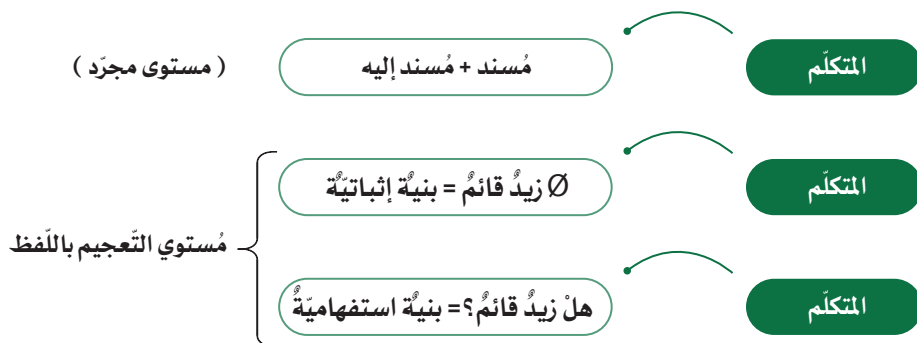 المتكلّم
مُسند + مُسند إليه
( مستوى مجرّد )
المتكلّم
Ø زيدٌ قائمٌ = بنيةٌ إثباتيّةٌ
مُستوي التّعجيم باللّفظ
المتكلّم
هلْ زيدٌ قائمٌ؟= بنيةٌ استفهاميّةٌ